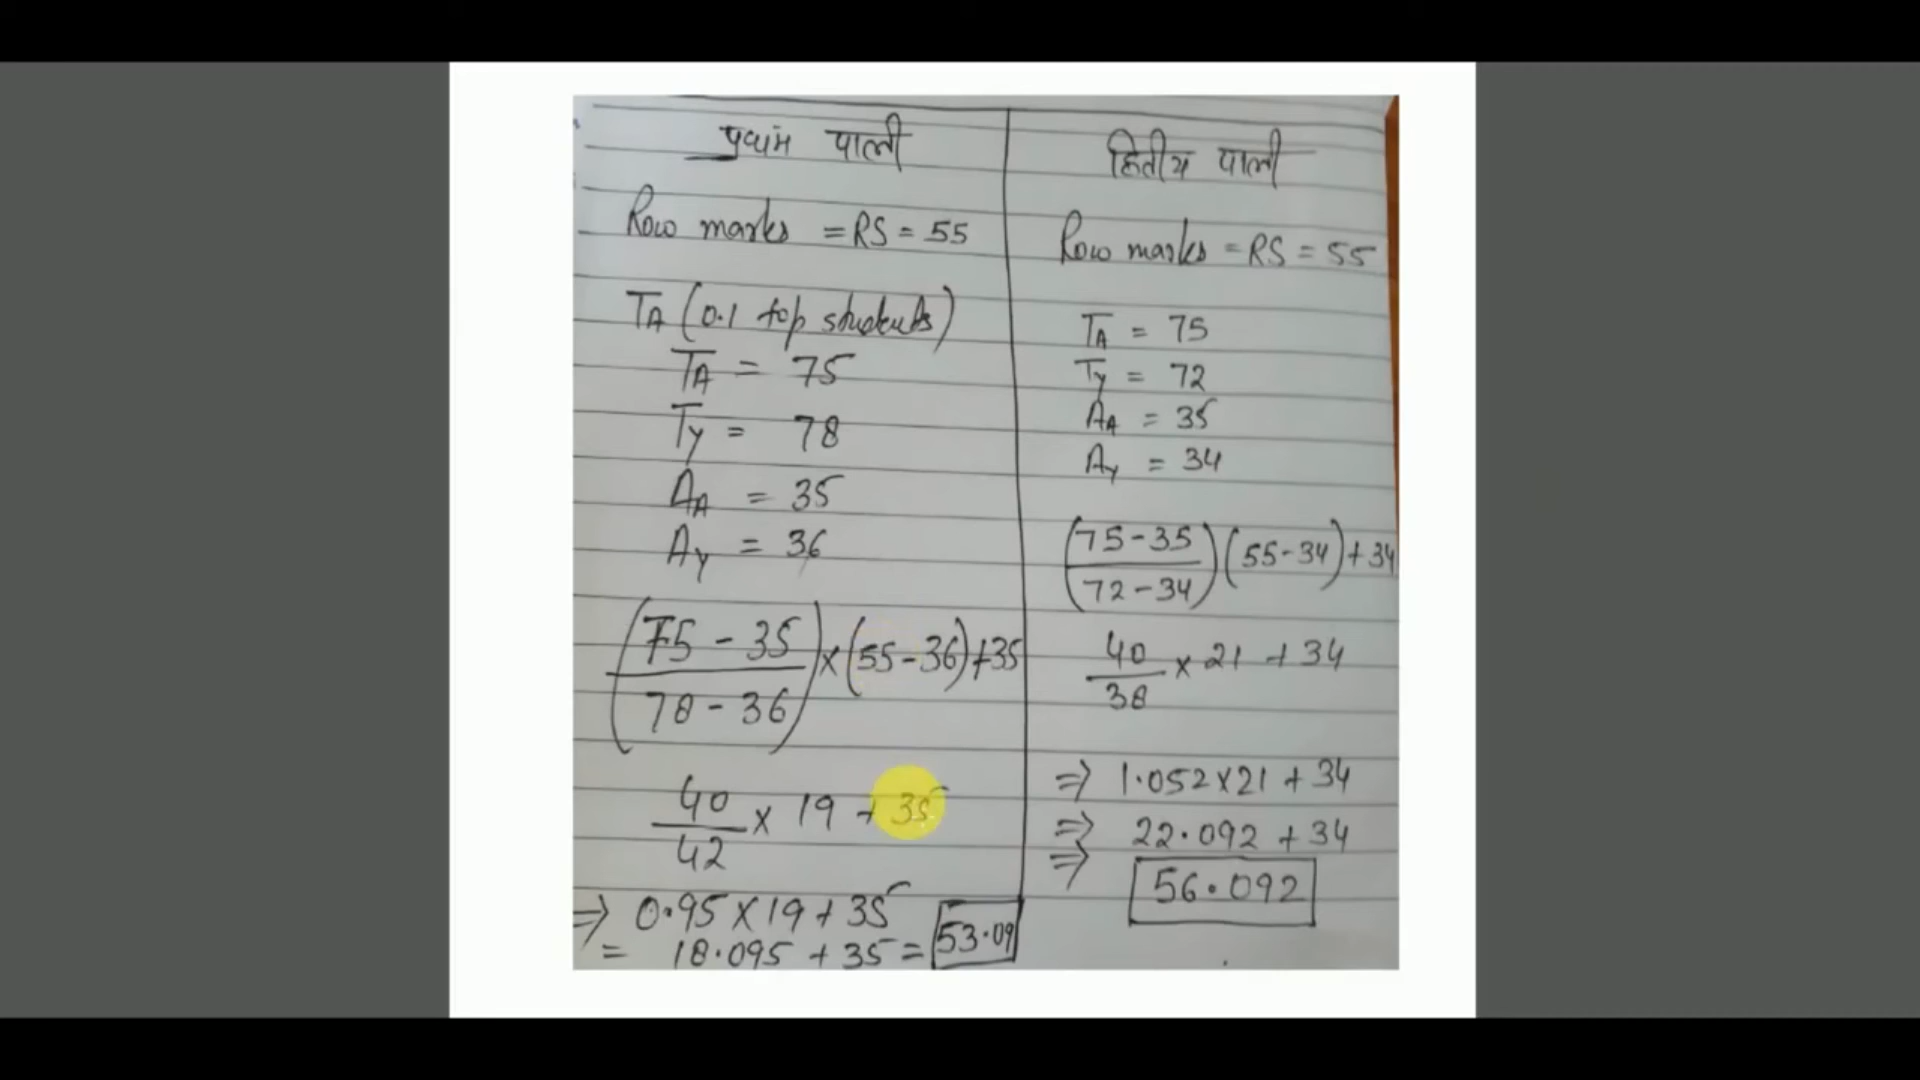 प्रथम पाली
Row marks = RS = 55
TA (0.1 top students)
TA = 75
Ty = 78
AA = 35
Ay = 36
(75 - 35 / 78 - 36) × (55 - 36) + 35
40/42 × 19 + 35
⇒ 0.95 × 19 + 35
= 18.095 + 35 = 53.09
द्वितीय पाली
Row marks = RS = 55
TA = 75
Ty = 72
AA = 35
Ay = 34
(75 - 35 / 72 - 34) (55 - 34) + 34
40/38 × 21 + 34
⇒ 1.052 × 21 + 34
⇒ 22.092 + 34
⇒ 56.092